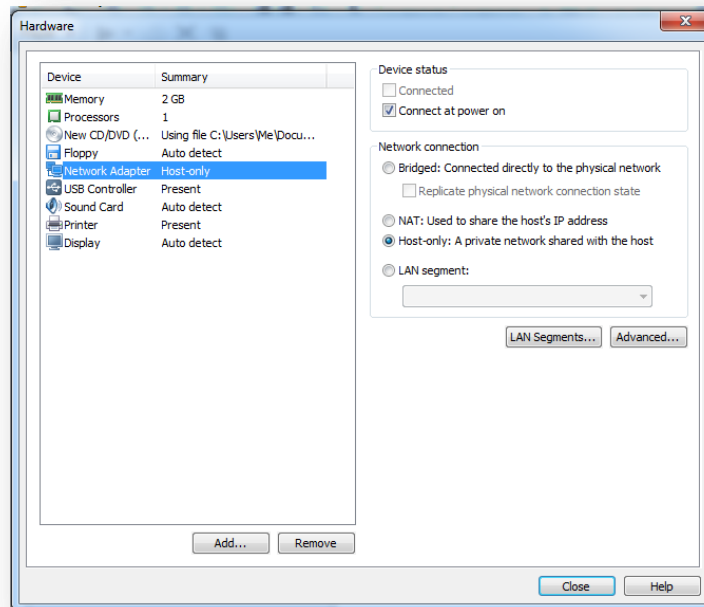 Hardware
Device Summary
Memory 2 GB
Processors 1
New CD/DVD (... Using file C:\Users\Me\Docu...
Floppy Auto detect
Network Adapter Host-only
USB Controller Present
Sound Card Auto detect
Printer Present
Display Auto detect
Add... Remove
Device status
Connected
Connect at power on
Network connection
Bridged: Connected directly to the physical network
Replicate physical network connection state
NAT: Used to share the host's IP address
Host-only: A private network shared with the host
LAN segment:
LAN Segments... Advanced...
Close Help